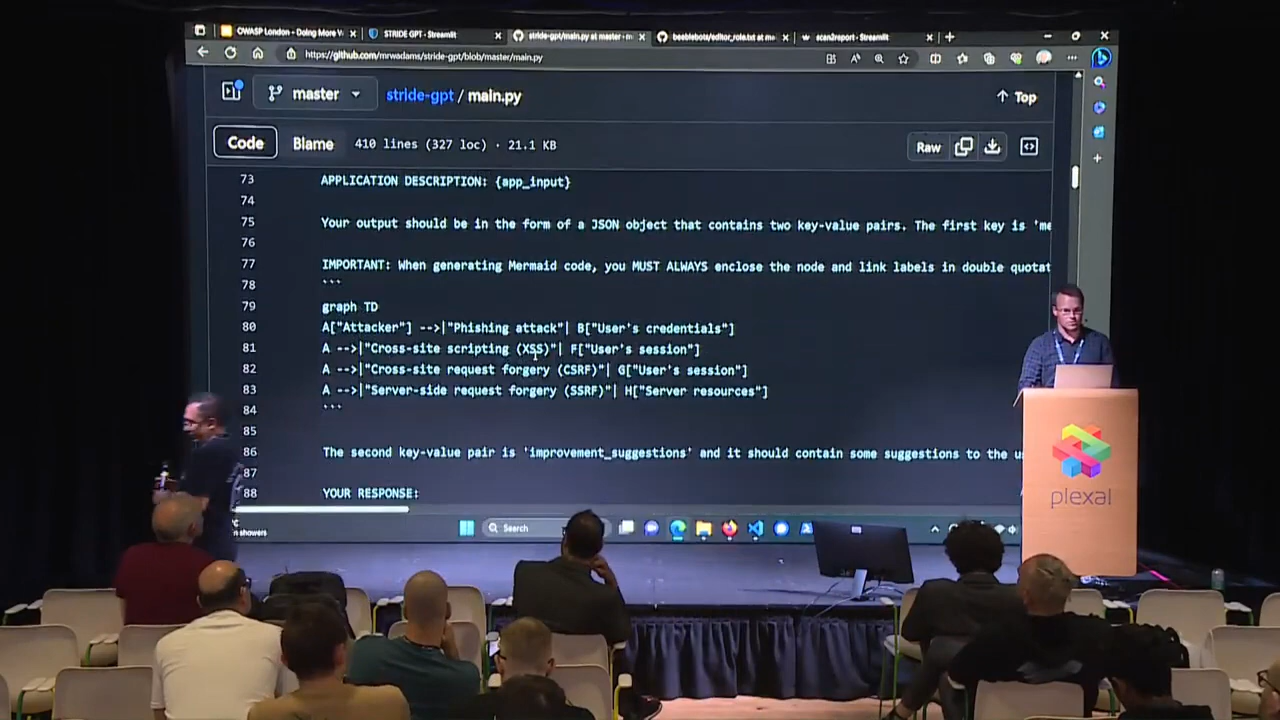 OWASP London - Doing More V
STRIDE GPT · Streamlit
stride-gpt/main.py at master · m
beeblebots/editor_role.txt at m
scan2report · Streamlit
https://github.com/mrwadams/stride-gpt/blob/master/main.py
master
stride-gpt / main.py
Top
Code
Blame
410 lines (327 loc) · 21.1 KB
Raw
73 APPLICATION DESCRIPTION: {app_input}
74
75 Your output should be in the form of a JSON object that contains two key-value pairs. The first key is 'me
76
77 IMPORTANT: When generating Mermaid code, you MUST ALWAYS enclose the node and link labels in double quotat
78 ```
79 graph TD
80 A["Attacker"] -->|"Phishing attack"| B["User's credentials"]
81 A -->|"Cross-site scripting (XSS)"| F["User's session"]
82 A -->|"Cross-site request forgery (CSRF)"| G["User's session"]
83 A -->|"Server-side request forgery (SSRF)"| H["Server resources"]
84 ```
85
86 The second key-value pair is 'improvement_suggestions' and it should contain some suggestions to the u
87
88 YOUR RESPONSE:
°C
n showers
Search
plexal